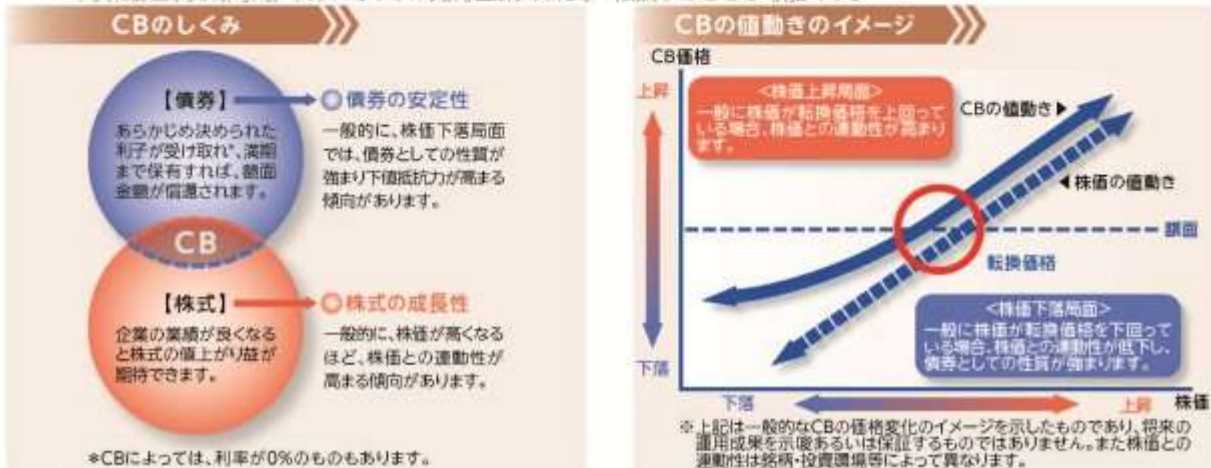 CBのしくみ
【債券】
あらかじめ決められた
利子が受け取れ*、満期
まで保有すれば、額面
金額が償還されます。
◎債券の安定性
一般的に、株価下落局面
では、債券としての性質が
強まり下値抵抗力が高まる
傾向があります。
CB
【株式】
企業の業績が良くなる
と株式の値上がり益が
期待できます。
◎株式の成長性
一般的に、株価が高くなる
ほど、株価との連動性が
高まる傾向があります。
*CBによっては、利率が0%のものもあります。
CBの値動きのイメージ
CB価格
上昇
<株価上昇局面>
一般に株価が転換価格を上回って
いる場合、株価との連動性が高まり
ます。
CBの値動き▶
◀株価の値動き
額面
転換価格
<株価下落局面>
一般に株価が転換価格を下回って
いる場合、株価との連動性が低下し、
債券としての性質が強まります。
下落
下落
上昇
株価
※上記は一般的なCBの価格変化のイメージを示したものであり、将来の
運用成果を示唆あるいは保証するものではありません。また株価との
連動性は銘柄・投資環境等によって異なります。